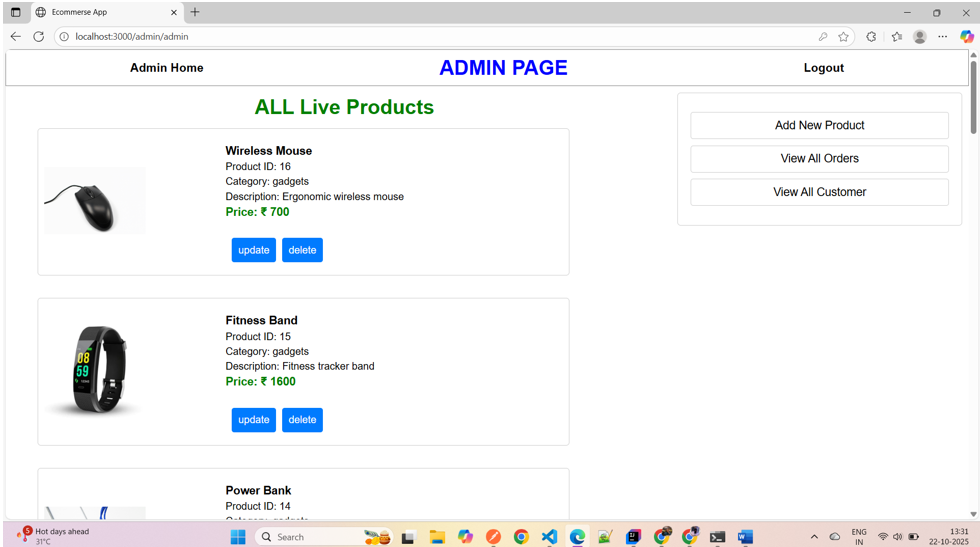 Ecommerse App
localhost:3000/admin/admin
Admin Home
ADMIN PAGE
Logout
ALL Live Products
Wireless Mouse
Product ID: 16
Category: gadgets
Description: Ergonomic wireless mouse
Price: ₹ 700
update delete
Fitness Band
Product ID: 15
Category: gadgets
Description: Fitness tracker band
Price: ₹ 1600
update delete
Power Bank
Product ID: 14
Category: gadgets
Add New Product
View All Orders
View All Customer
08
59
5
Hot days ahead
31°C
Search
ENG
IN
13:31
22-10-2025